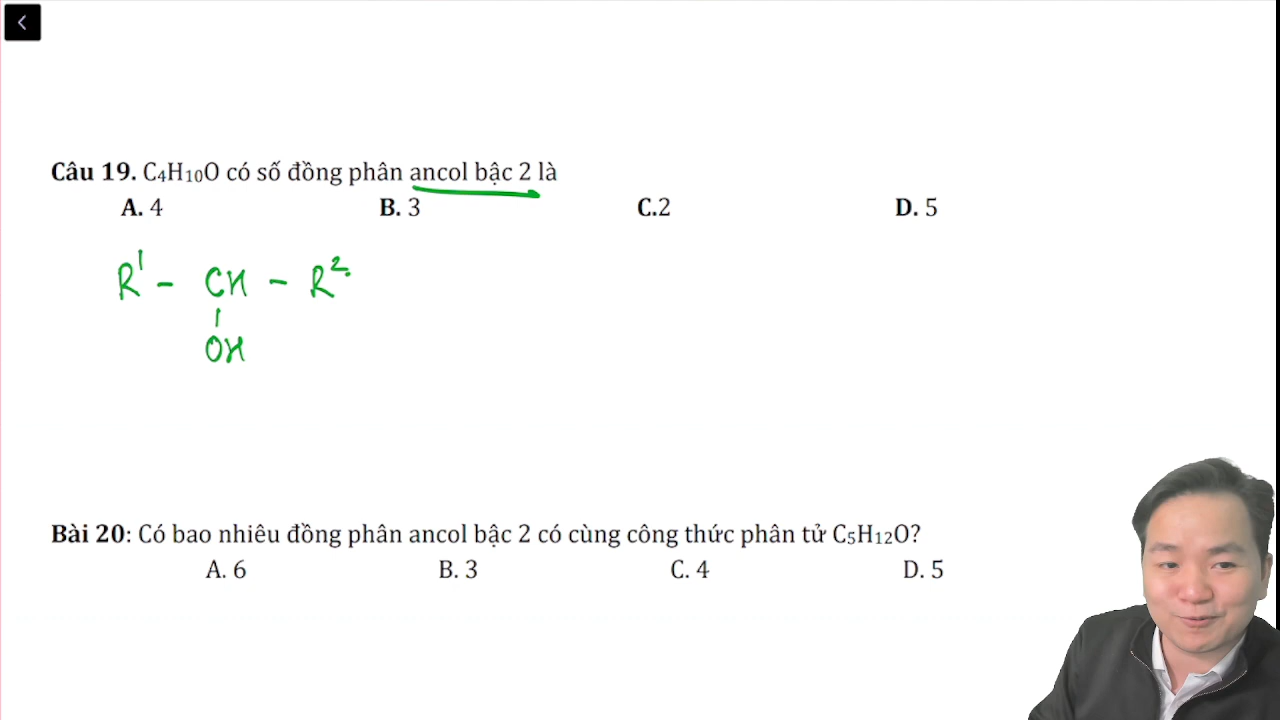 Câu 19. C₄H₁₀O có số đồng phân ancol bậc 2 là
A. 4 B. 3 C.2 D. 5
R¹ - CH - R²
OH
Bài 20: Có bao nhiêu đồng phân ancol bậc 2 có cùng công thức phân tử C₅H₁₂O?
A. 6 B. 3 C. 4 D. 5